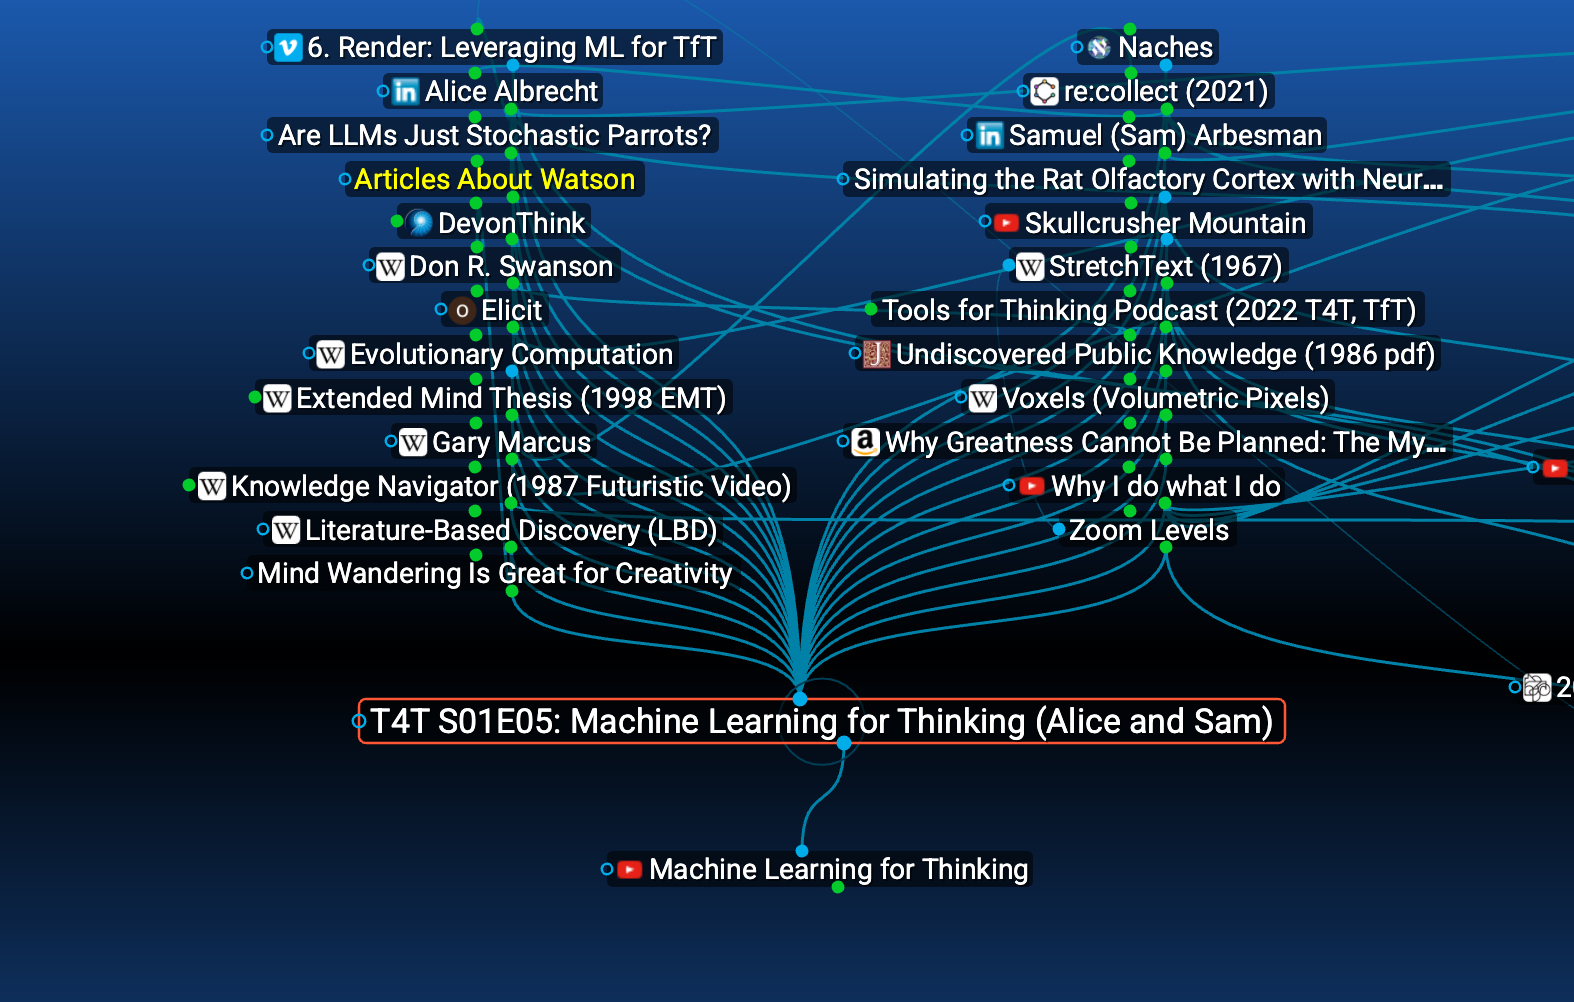 6. Render: Leveraging ML for TfT
Alice Albrecht
Are LLMs Just Stochastic Parrots?
Articles About Watson
DevonThink
Don R. Swanson
Elicit
Evolutionary Computation
Extended Mind Thesis (1998 EMT)
Gary Marcus
Knowledge Navigator (1987 Futuristic Video)
Literature-Based Discovery (LBD)
Mind Wandering Is Great for Creativity
Naches
re:collect (2021)
Samuel (Sam) Arbesman
Simulating the Rat Olfactory Cortex with Neur...
Skullcrusher Mountain
StretchText (1967)
Tools for Thinking Podcast (2022 T4T, TfT)
Undiscovered Public Knowledge (1986 pdf)
Voxels (Volumetric Pixels)
Why Greatness Cannot Be Planned: The My...
Why I do what I do
Zoom Levels
T4T S01E05: Machine Learning for Thinking (Alice and Sam)
Machine Learning for Thinking